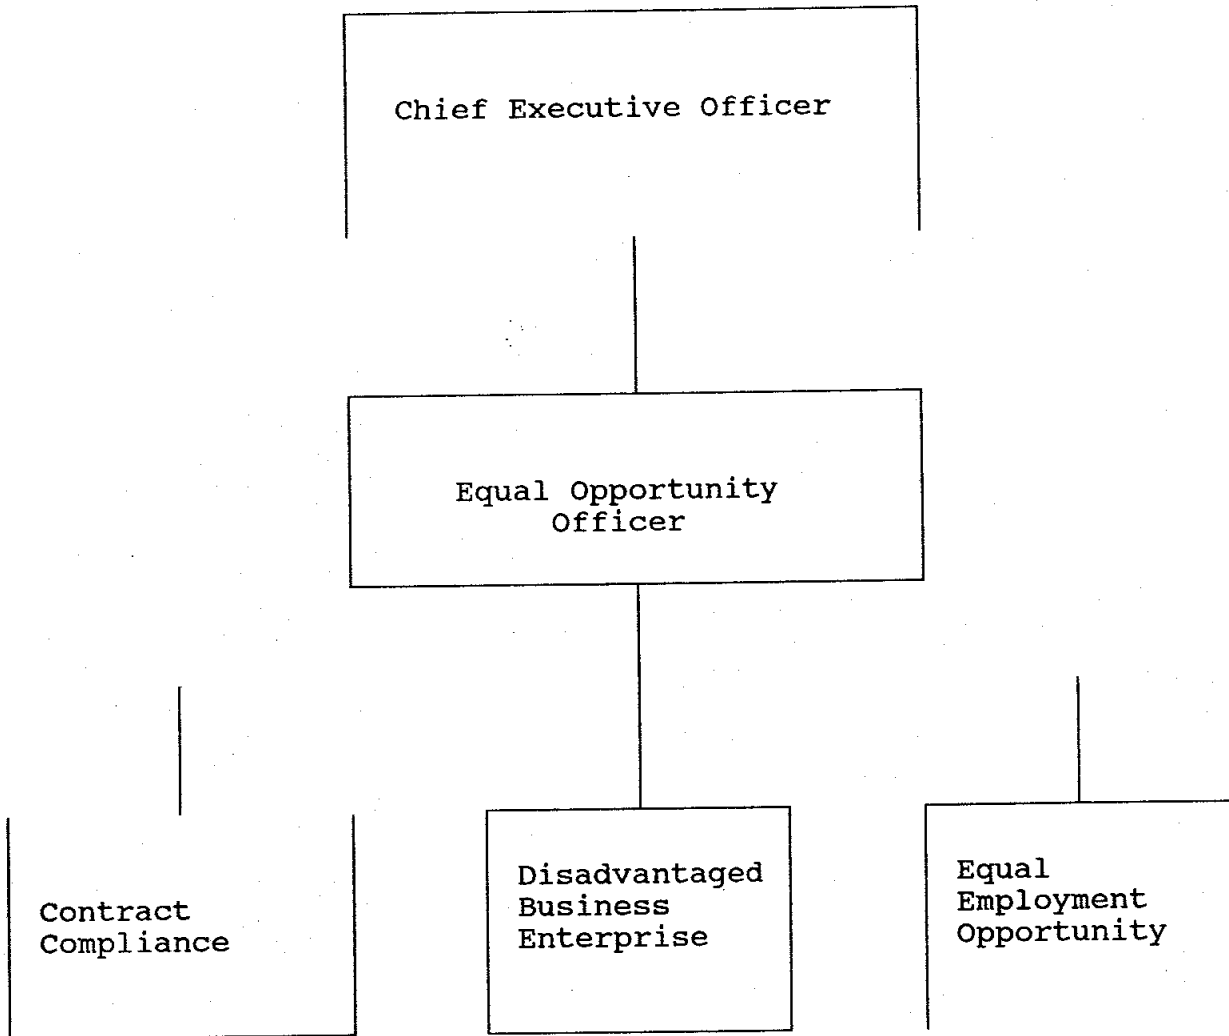 Chief Executive Officer
Equal Opportunity
Officer
Contract
Compliance
Disadvantaged
Business
Enterprise
Equal
Employment
Opportunity